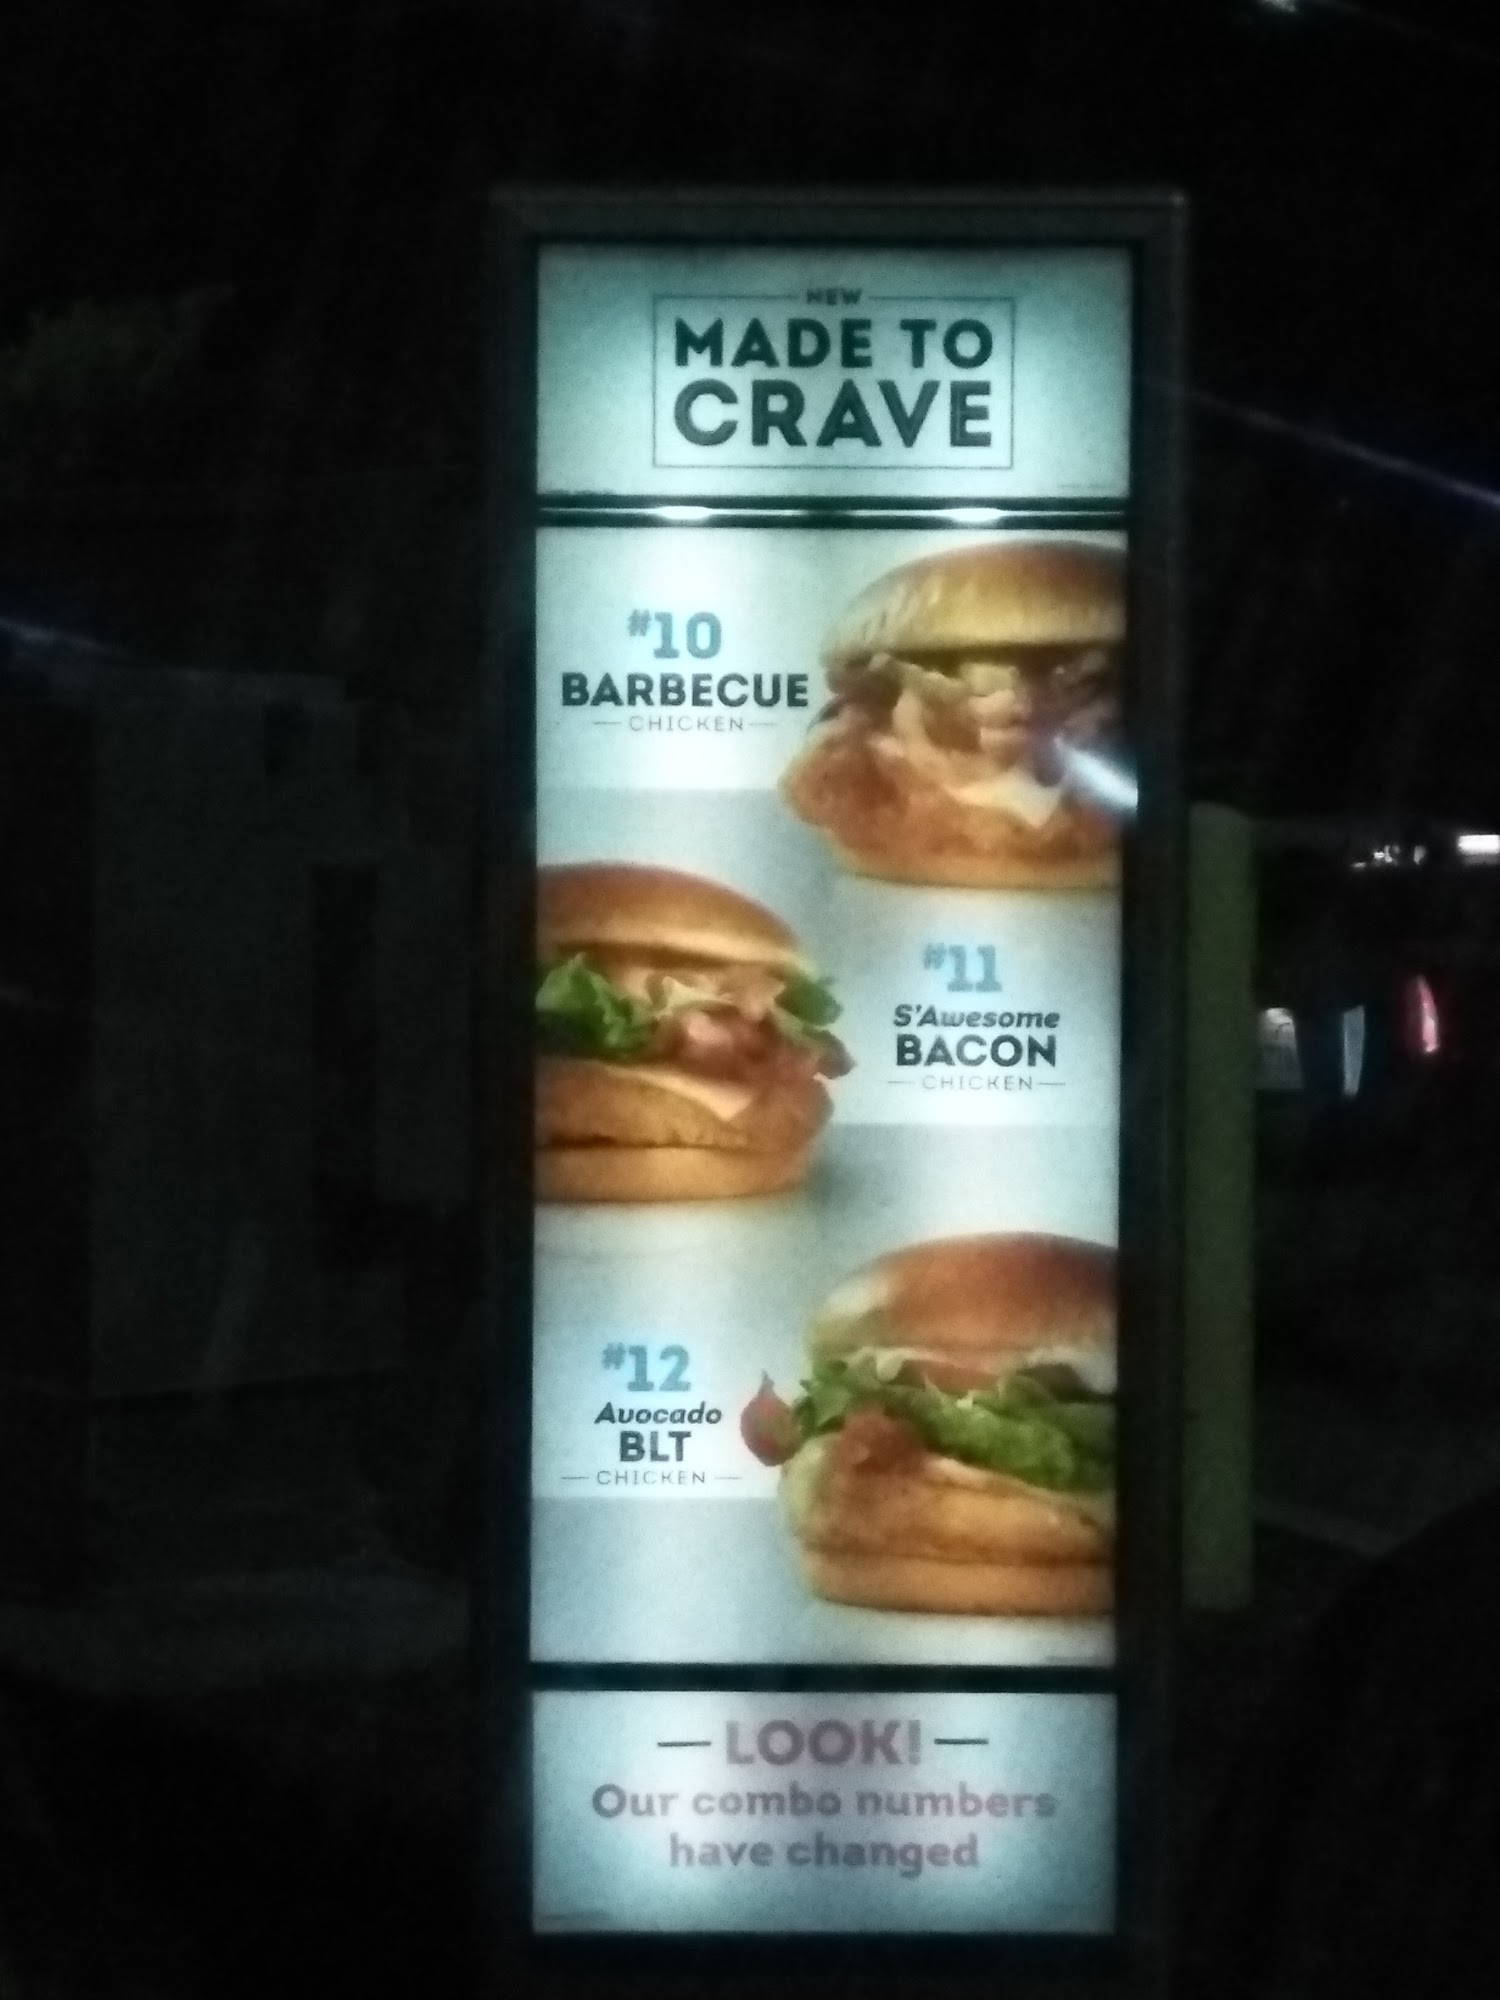 NEW
MADE TO
CRAVE
#10
BARBECUE
CHICKEN
#11
S'Awesome
BACON
CHICKEN
#12
Avocado
BLT
CHICKEN
LOOK!
Our combo numbers
have changed